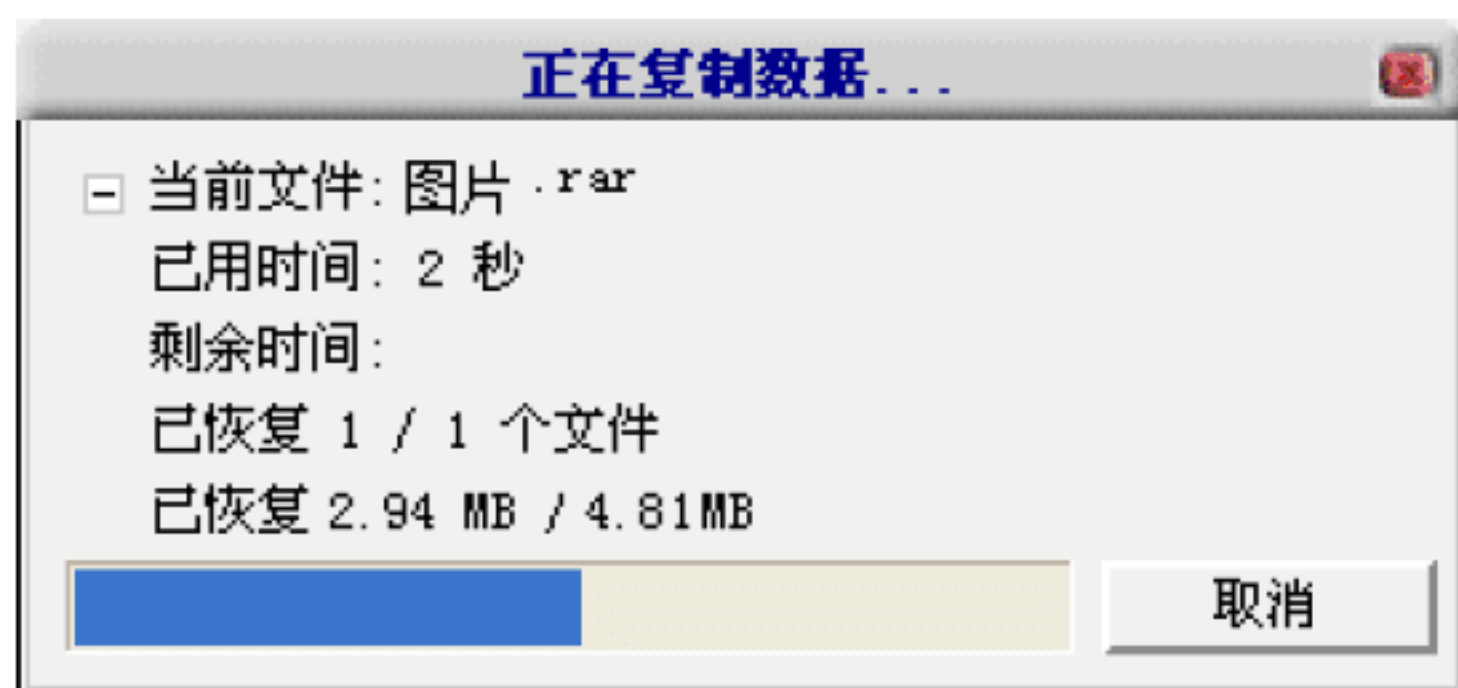 正在复制数据...
当前文件: 图片 .rar
已用时间: 2 秒
剩余时间:
已恢复 1 / 1 个文件
已恢复 2.94 MB / 4.81MB
取消